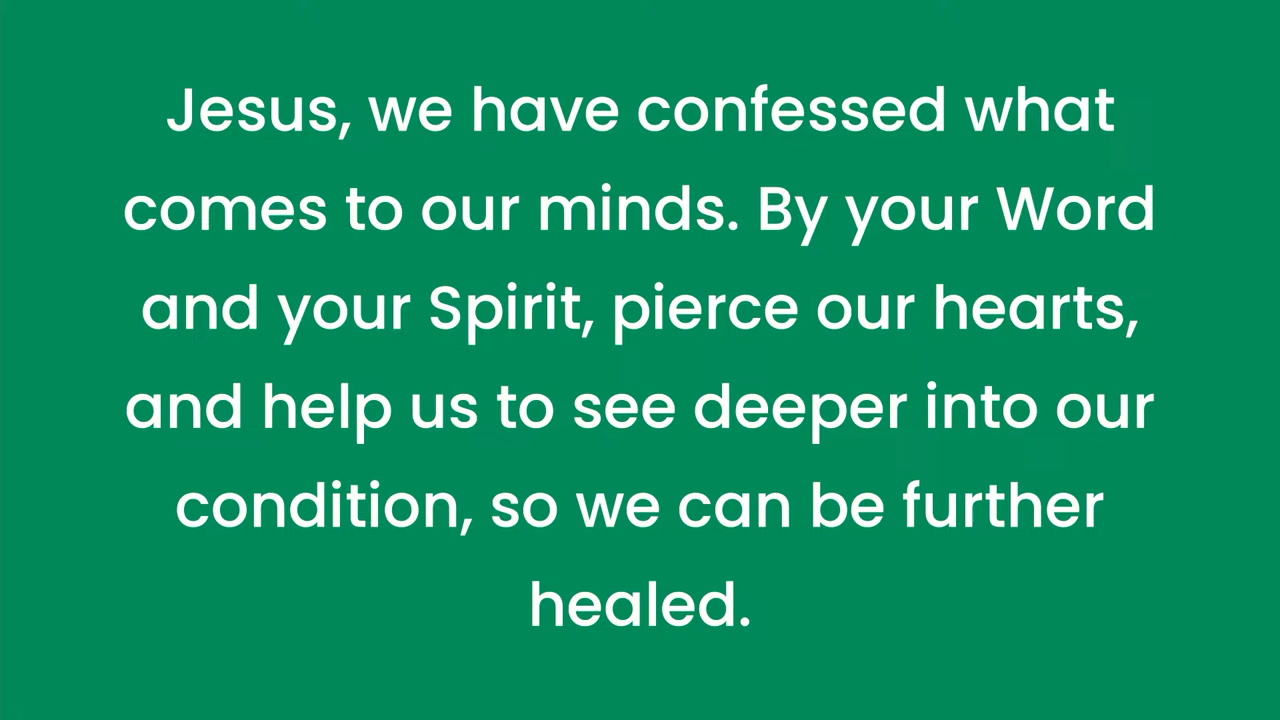 Jesus, we have confessed what
comes to our minds. By your Word
and your Spirit, pierce our hearts,
and help us to see deeper into our
condition, so we can be further
healed.